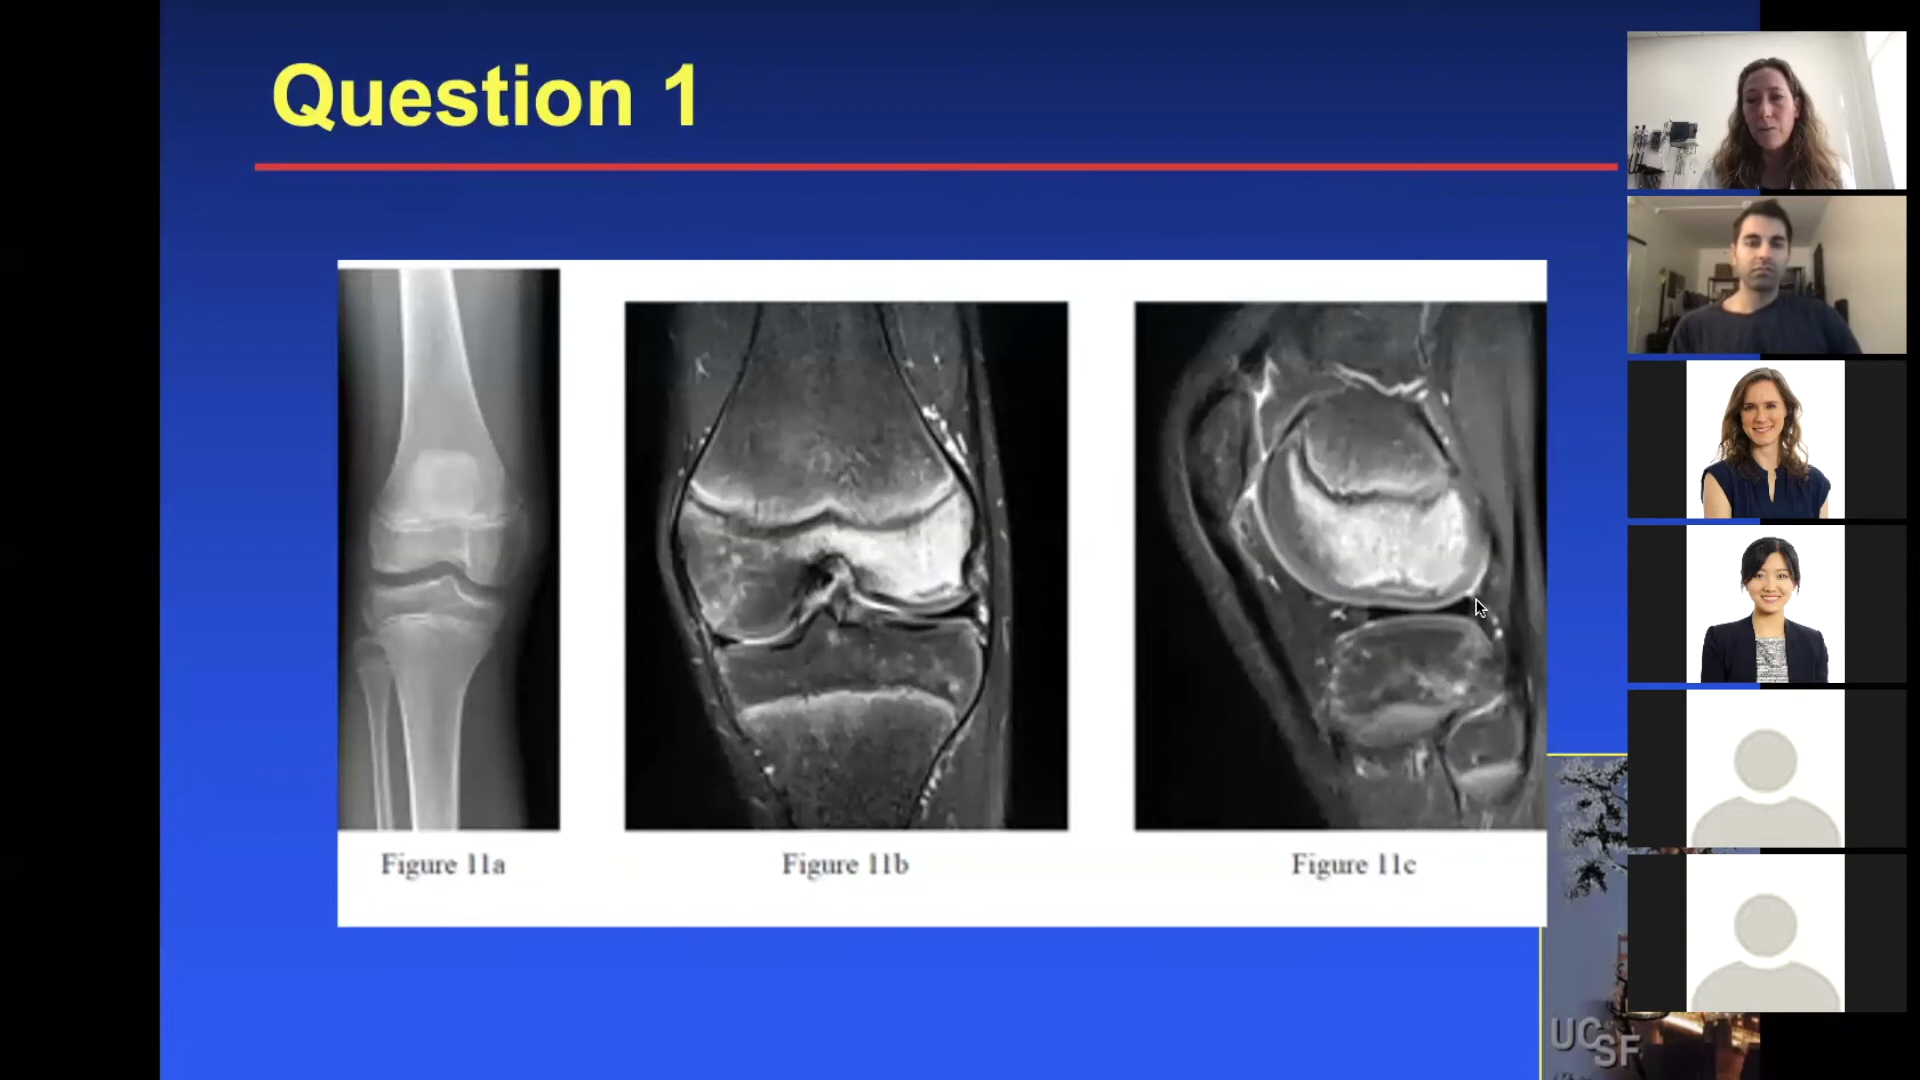 Question 1
Figure 11a
Figure 11b
Figure 11c
UCSF